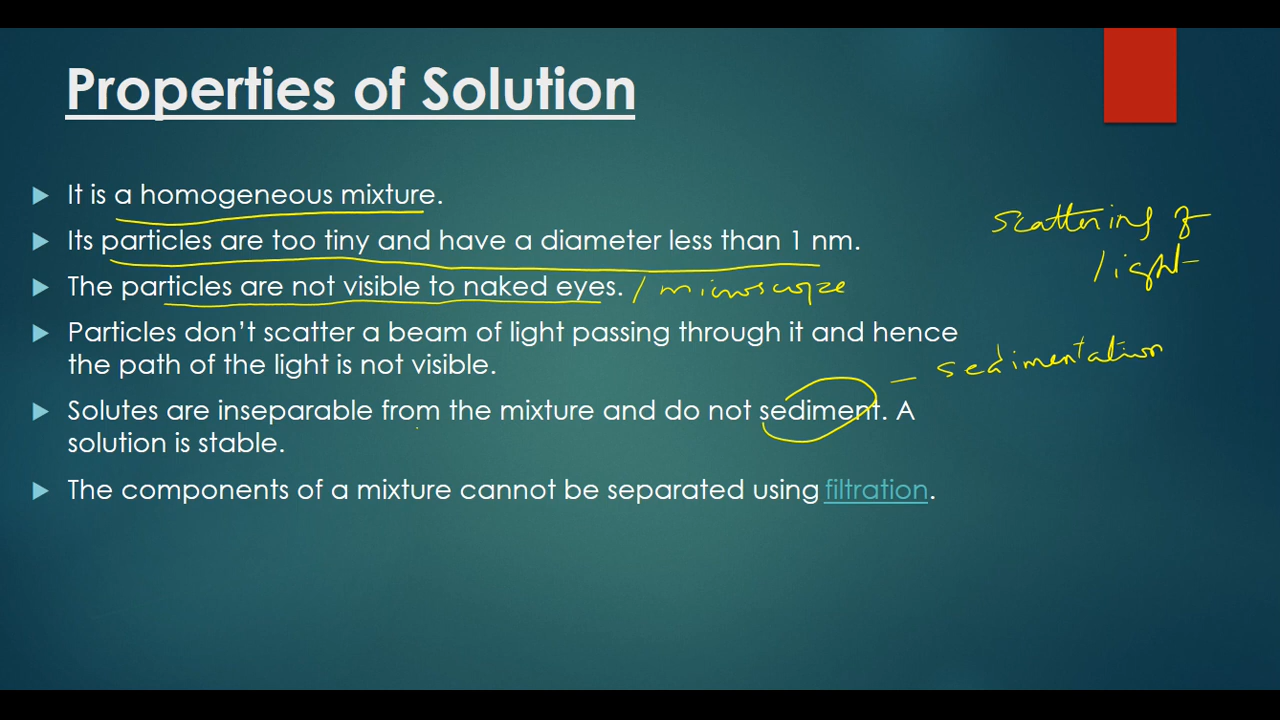 Properties of Solution
It is a homogeneous mixture.
Its particles are too tiny and have a diameter less than 1 nm.
The particles are not visible to naked eyes. / microscope
Particles don't scatter a beam of light passing through it and hence
the path of the light is not visible.
Solutes are inseparable from the mixture and do not sediment. A
solution is stable.
The components of a mixture cannot be separated using filtration.
scattering of
light
- sedimentation